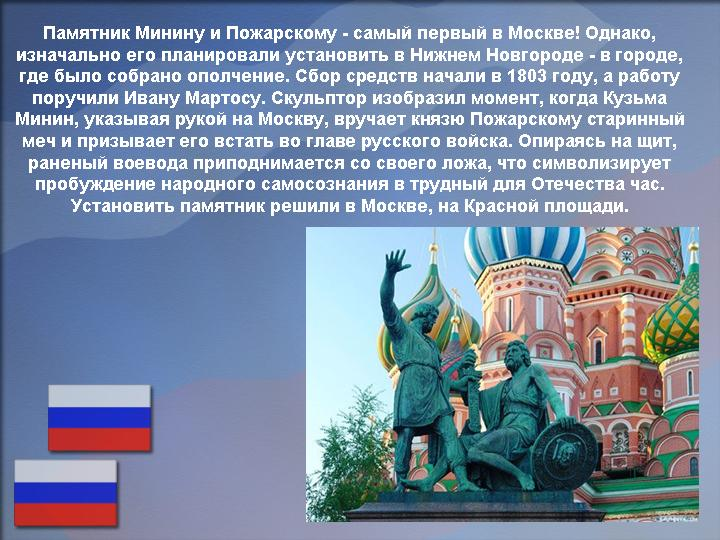 Памятник Минину и Пожарскому - самый первый в Москве! Однако,
изначально его планировали установить в Нижнем Новгороде - в городе,
где было собрано ополчение. Сбор средств начали в 1803 году, а работу
поручили Ивану Мартосу. Скульптор изобразил момент, когда Кузьма
Минин, указывая рукой на Москву, вручает князю Пожарскому старинный
меч и призывает его встать во главе русского войска. Опираясь на щит,
раненый воевода приподнимается со своего ложа, что символизирует
пробуждение народного самосознания в трудный для Отечества час.
Установить памятник решили в Москве, на Красной площади.